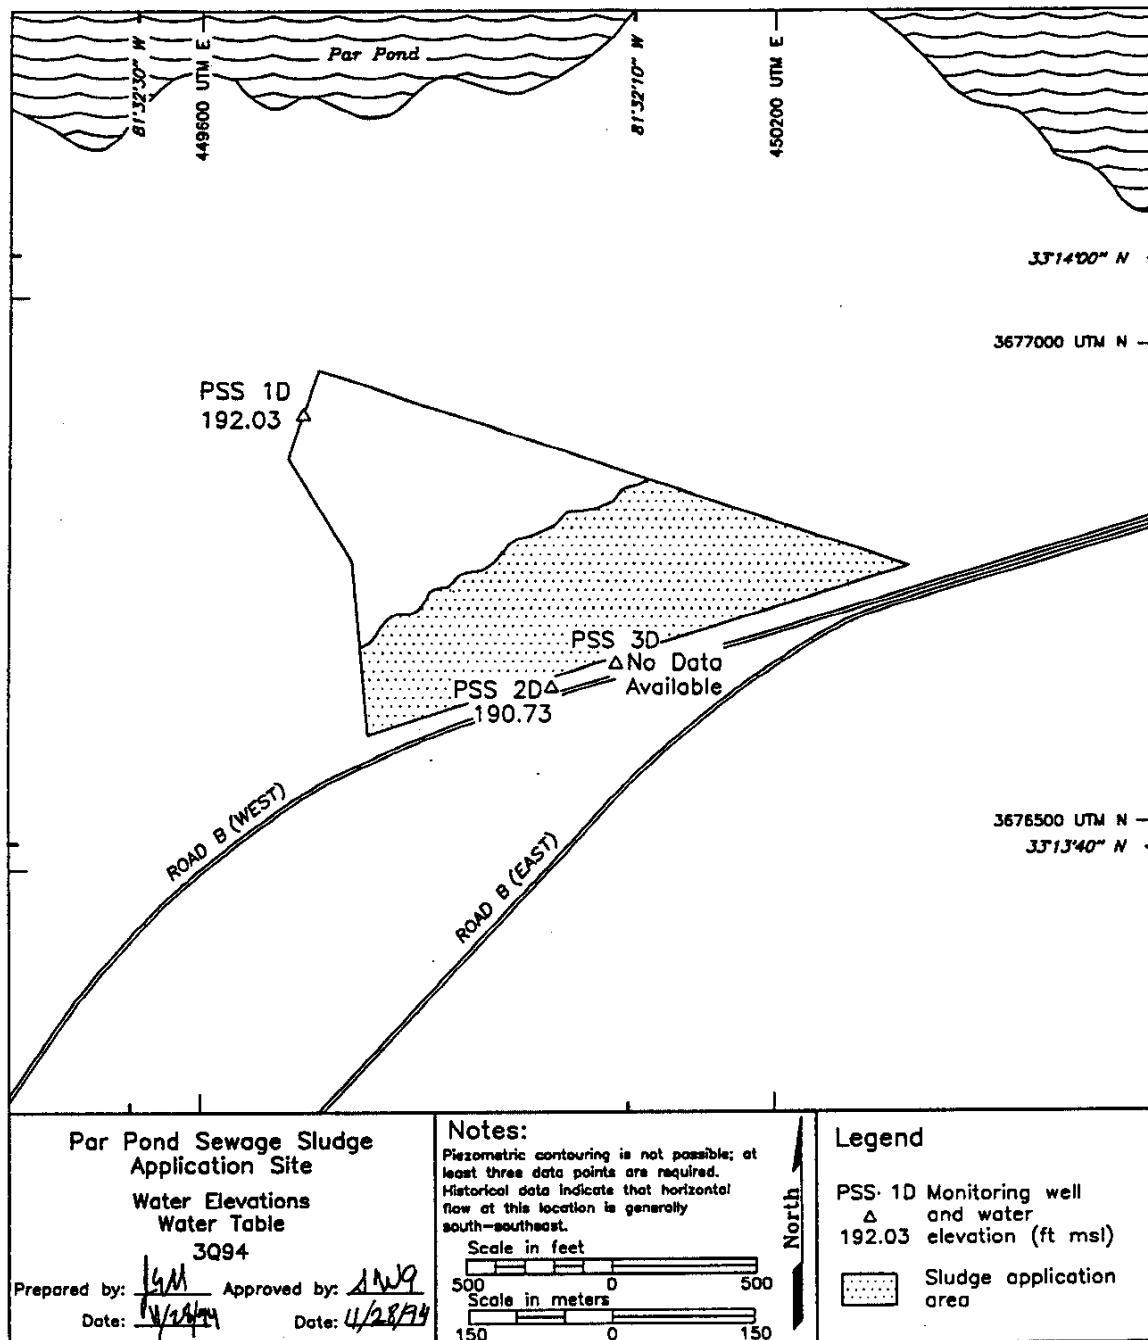 Par Pond
81°32'30" W
449600 UTM E
81°32'10" W
450200 UTM E
33°14'00" N
3677000 UTM N
PSS 1D
192.03
PSS 3D
No Data
Available
PSS 2D
190.73
3676500 UTM N
33°13'40" N
ROAD B (WEST)
ROAD B (EAST)
Par Pond Sewage Sludge
Application Site
Water Elevations
Water Table
3Q94
Prepared by:
Approved by:
Date: 11/28/94
Date: 11/28/94
Notes:
Piezometric contouring is not possible; at
least three data points are required.
Historical data indicate that horizontal
flow at this location is generally
south-southeast.
Scale in feet
500 0 500
Scale in meters
150 0 150
North
Legend
PSS 1D Monitoring well
and water
192.03 elevation (ft msl)
Sludge application
area